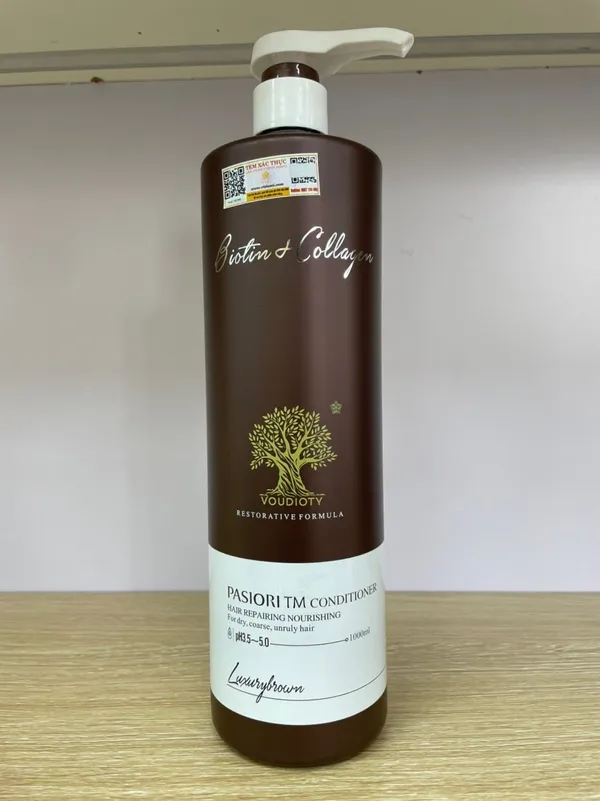 TEM XÁC THỰC
Biotin & Collagen
VOUDIOTY
RESTORATIVE FORMULA
PASIORI TM CONDITIONER
HAIR REPAIRING NOURISHING
For dry, coarse, unruly hair
pH3.5~5.0 1000ml
Luxurybrown